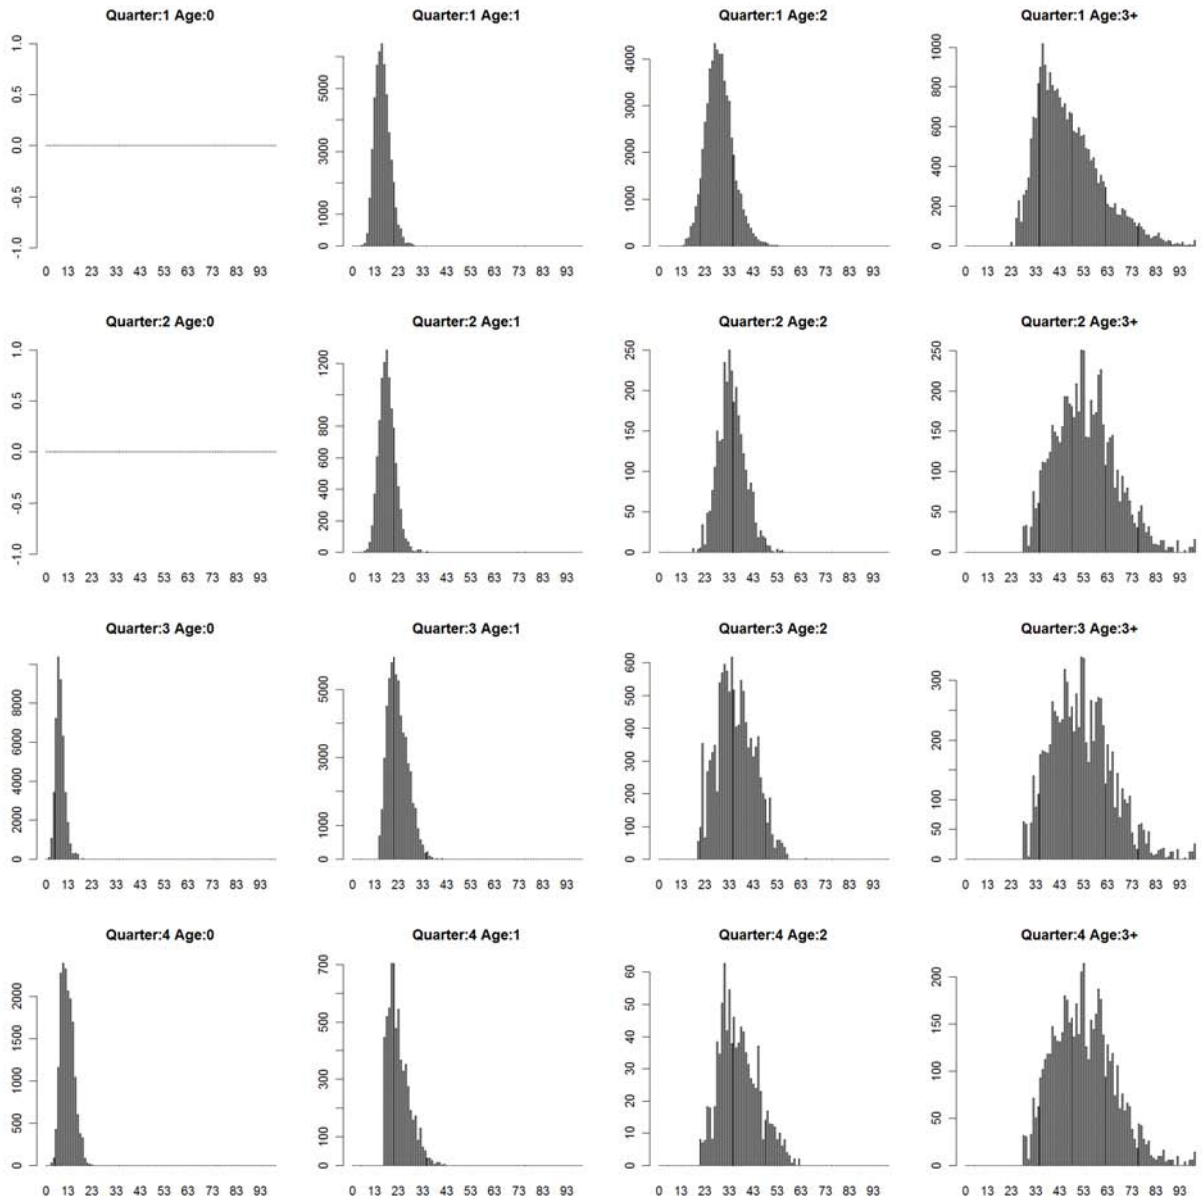 Quarter:1 Age:0 Quarter:1 Age:1 Quarter:1 Age:2 Quarter:1 Age:3+
1.0 0.5 0.0 -0.5 -1.0
5000 3000 1000 0
4000 3000 2000 1000 0
1000 800 600 400 200 0
0 13 23 33 43 53 63 73 83 93 0 13 23 33 43 53 63 73 83 93 0 13 23 33 43 53 63 73 83 93 0 13 23 33 43 53 63 73 83 93
Quarter:2 Age:0 Quarter:2 Age:1 Quarter:2 Age:2 Quarter:2 Age:3+
1.0 0.5 0.0 -0.5 -1.0
1200 800 600 400 200 0
250 200 150 100 50 0
250 200 150 100 50 0
0 13 23 33 43 53 63 73 83 93 0 13 23 33 43 53 63 73 83 93 0 13 23 33 43 53 63 73 83 93 0 13 23 33 43 53 63 73 83 93
Quarter:3 Age:0 Quarter:3 Age:1 Quarter:3 Age:2 Quarter:3 Age:3+
8000 6000 4000 2000 0
5000 3000 1000 0
600 500 400 300 200 100 0
300 200 100 50 0
0 13 23 33 43 53 63 73 83 93 0 13 23 33 43 53 63 73 83 93 0 13 23 33 43 53 63 73 83 93 0 13 23 33 43 53 63 73 83 93
Quarter:4 Age:0 Quarter:4 Age:1 Quarter:4 Age:2 Quarter:4 Age:3+
2000 1500 1000 500 0
700 500 300 100 0
60 50 40 30 20 10 0
200 150 100 50 0
0 13 23 33 43 53 63 73 83 93 0 13 23 33 43 53 63 73 83 93 0 13 23 33 43 53 63 73 83 93 0 13 23 33 43 53 63 73 83 93